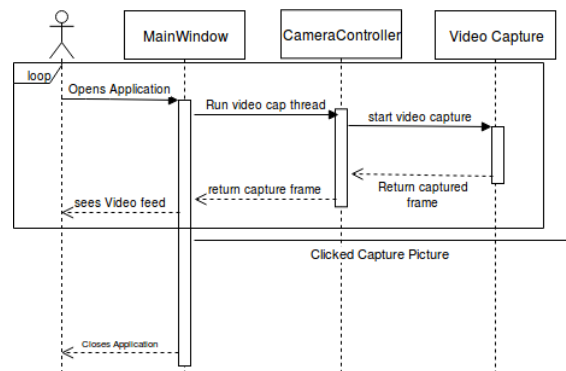 MainWindow
CameraController
Video Capture
loop
Opens Application
Run video cap thread
start video capture
return capture frame
Return captured
frame
sees Video feed
Clicked Capture Picture
Closes Application